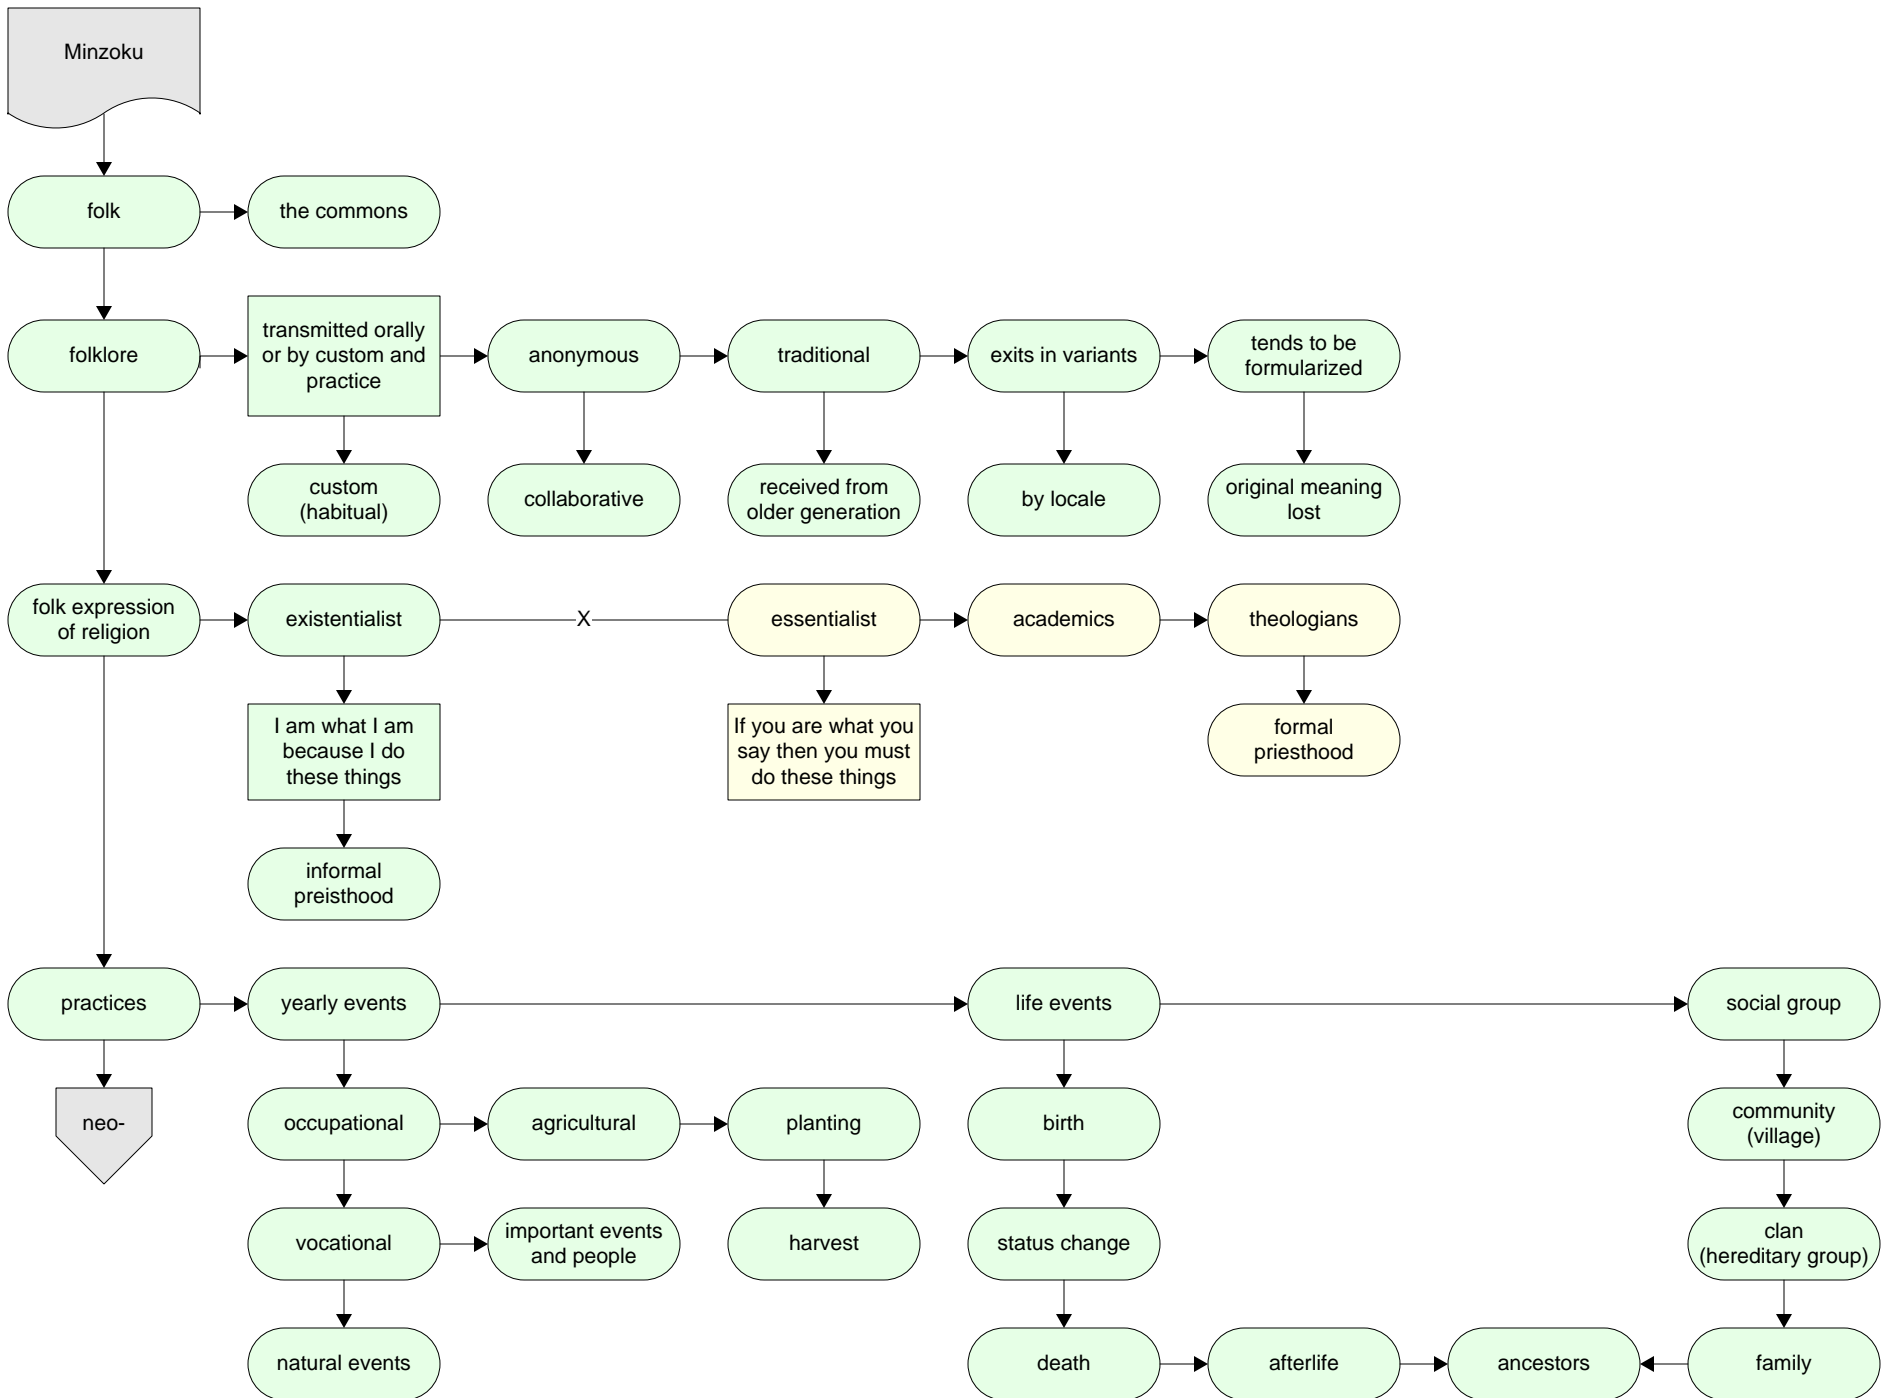 Minzoku
folk
the commons
folklore
transmitted orally
or by custom and
practice
anonymous
traditional
exits in variants
tends to be
formularized
custom
(habitual)
collaborative
received from
older generation
by locale
original meaning
lost
folk expression
of religion
existentialist
X
essentialist
academics
theologians
I am what I am
because I do
these things
If you are what you
say then you must
do these things
formal
priesthood
informal
preisthood
practices
yearly events
life events
social group
neo-
occupational
agricultural
planting
birth
community
(village)
vocational
important events
and people
harvest
status change
clan
(hereditary group)
natural events
death
afterlife
ancestors
family